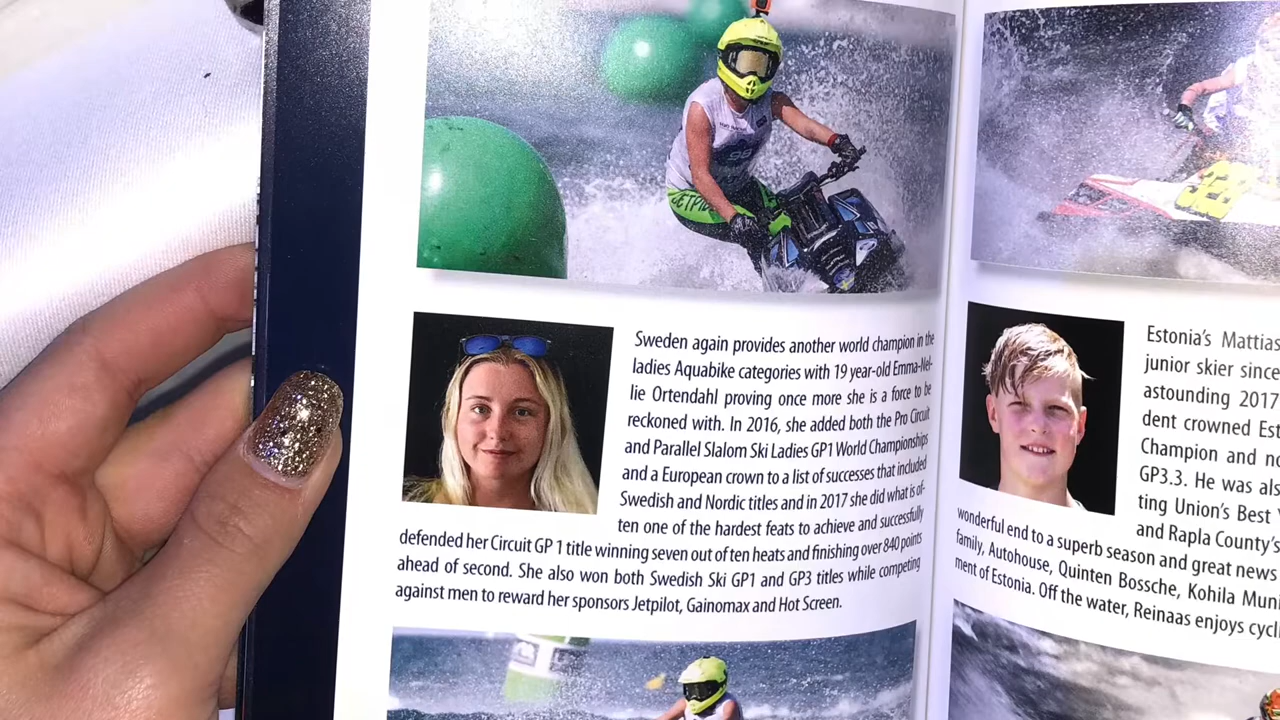 JETPILOT
99
Sweden again provides another world champion in the
ladies Aquabike categories with 19 year-old Emma-Nel-
lie Ortendahl proving once more she is a force to be
reckoned with. In 2016, she added both the Pro Circuit
and Parallel Slalom Ski Ladies GP1 World Championships
and a European crown to a list of successes that included
Swedish and Nordic titles and in 2017 she did what is of-
ten one of the hardest feats to achieve and successfully
defended her Circuit GP 1 title winning seven out of ten heats and finishing over 840 points
ahead of second. She also won both Swedish Ski GP1 and GP3 titles while competing
against men to reward her sponsors Jetpilot, Gainomax and Hot Screen.
Estonia's Mattias
junior skier since
astounding 2017
dent crowned Est
Champion and no
GP3.3. He was als
ting Union's Best
and Rapla County's
wonderful end to a superb season and great news
family, Autohouse, Quinten Bossche, Kohila Muni
ment of Estonia. Off the water, Reinaas enjoys cycl